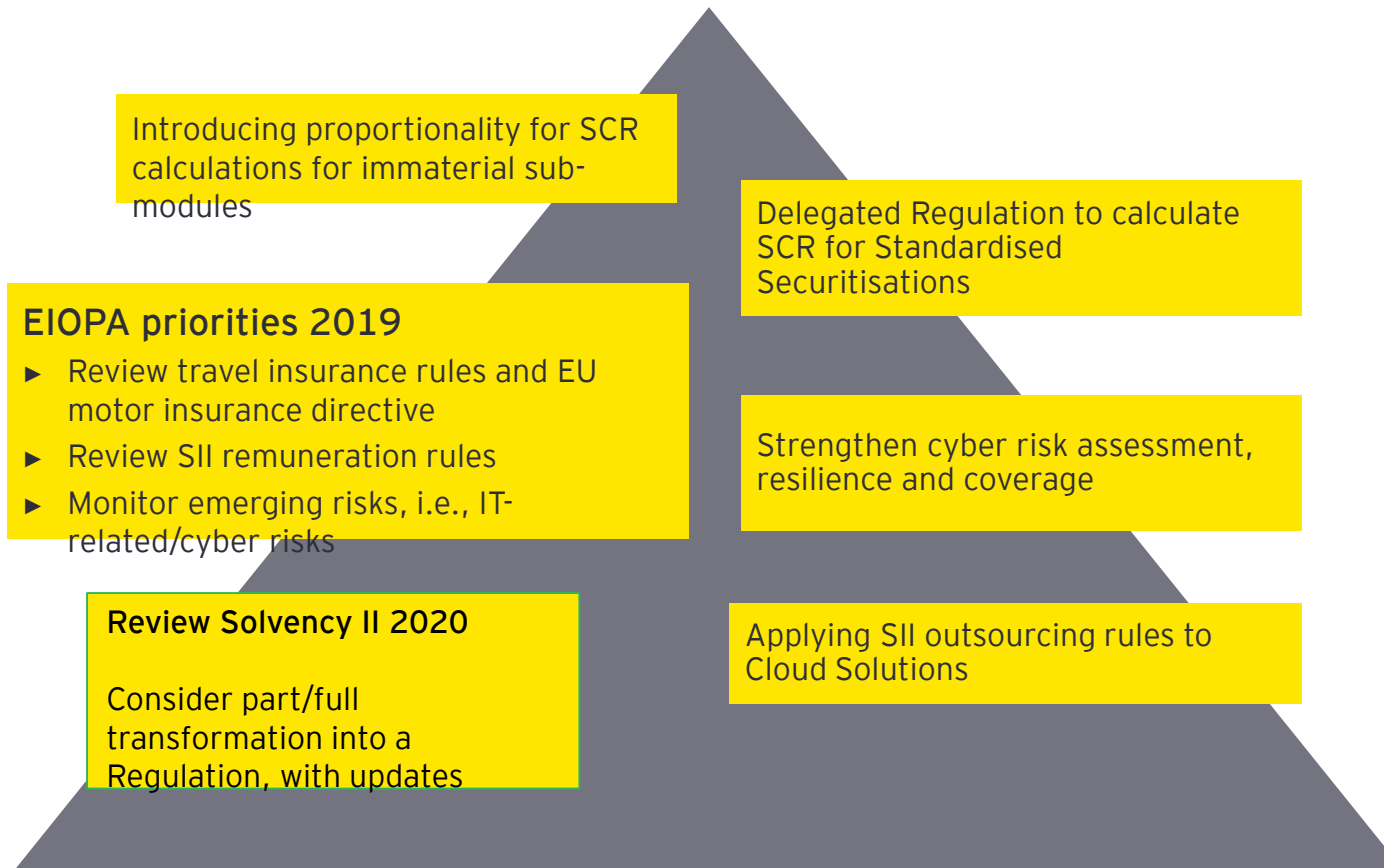 Introducing proportionality for SCR
calculations for immaterial sub-
modules
Delegated Regulation to calculate
SCR for Standardised
Securitisations
EIOPA priorities 2019
► Review travel insurance rules and EU
motor insurance directive
► Review SII remuneration rules
► Monitor emerging risks, i.e., IT-
related/cyber risks
Strengthen cyber risk assessment,
resilience and coverage
Review Solvency II 2020
Consider part/full
transformation into a
Regulation, with updates
Applying SII outsourcing rules to
Cloud Solutions